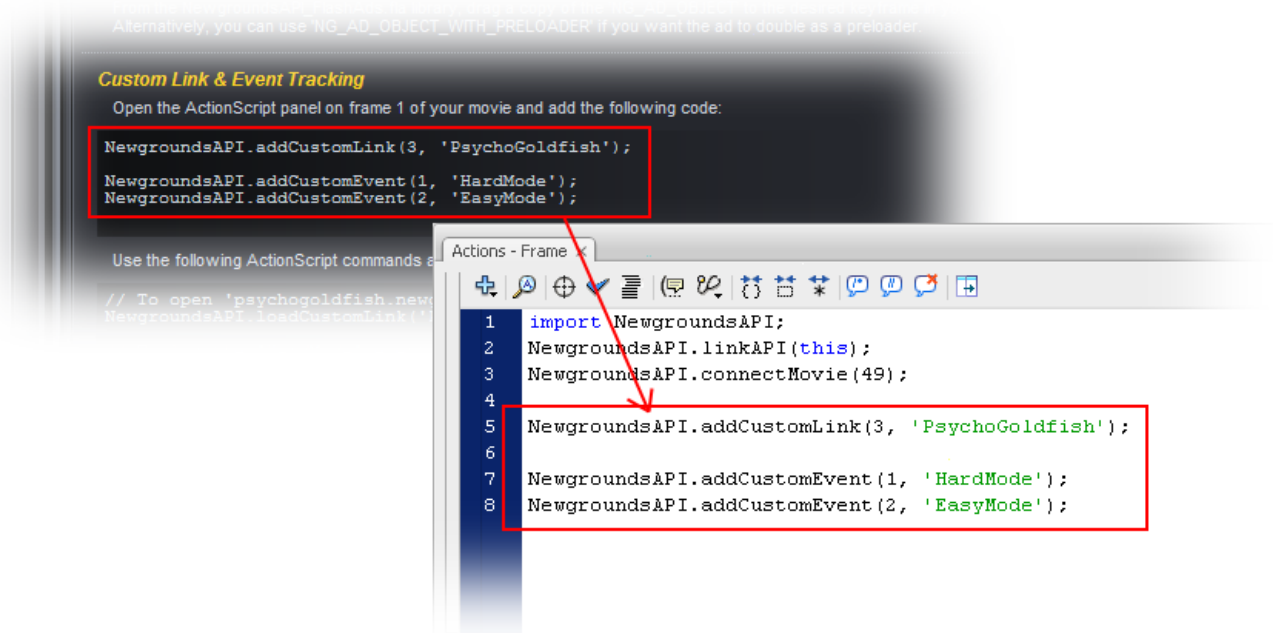 Alternatively, you can use 'NG_AD_OBJECT_WITH_PRELOADER' if you want the ad to double as a preloader.
Custom Link & Event Tracking
Open the ActionScript panel on frame 1 of your movie and add the following code:
NewgroundsAPI.addCustomLink(3, 'PsychoGoldfish');
NewgroundsAPI.addCustomEvent(1, 'HardMode');
NewgroundsAPI.addCustomEvent(2, 'EasyMode');
Use the following ActionScript commands
// To open 'psychogoldfish.new
NewgroundsAPI.loadCustomLink('
Actions - Frame
1 import NewgroundsAPI;
2 NewgroundsAPI.linkAPI(this);
3 NewgroundsAPI.connectMovie(49);
4
5 NewgroundsAPI.addCustomLink(3, 'PsychoGoldfish');
6
7 NewgroundsAPI.addCustomEvent(1, 'HardMode');
8 NewgroundsAPI.addCustomEvent(2, 'EasyMode');